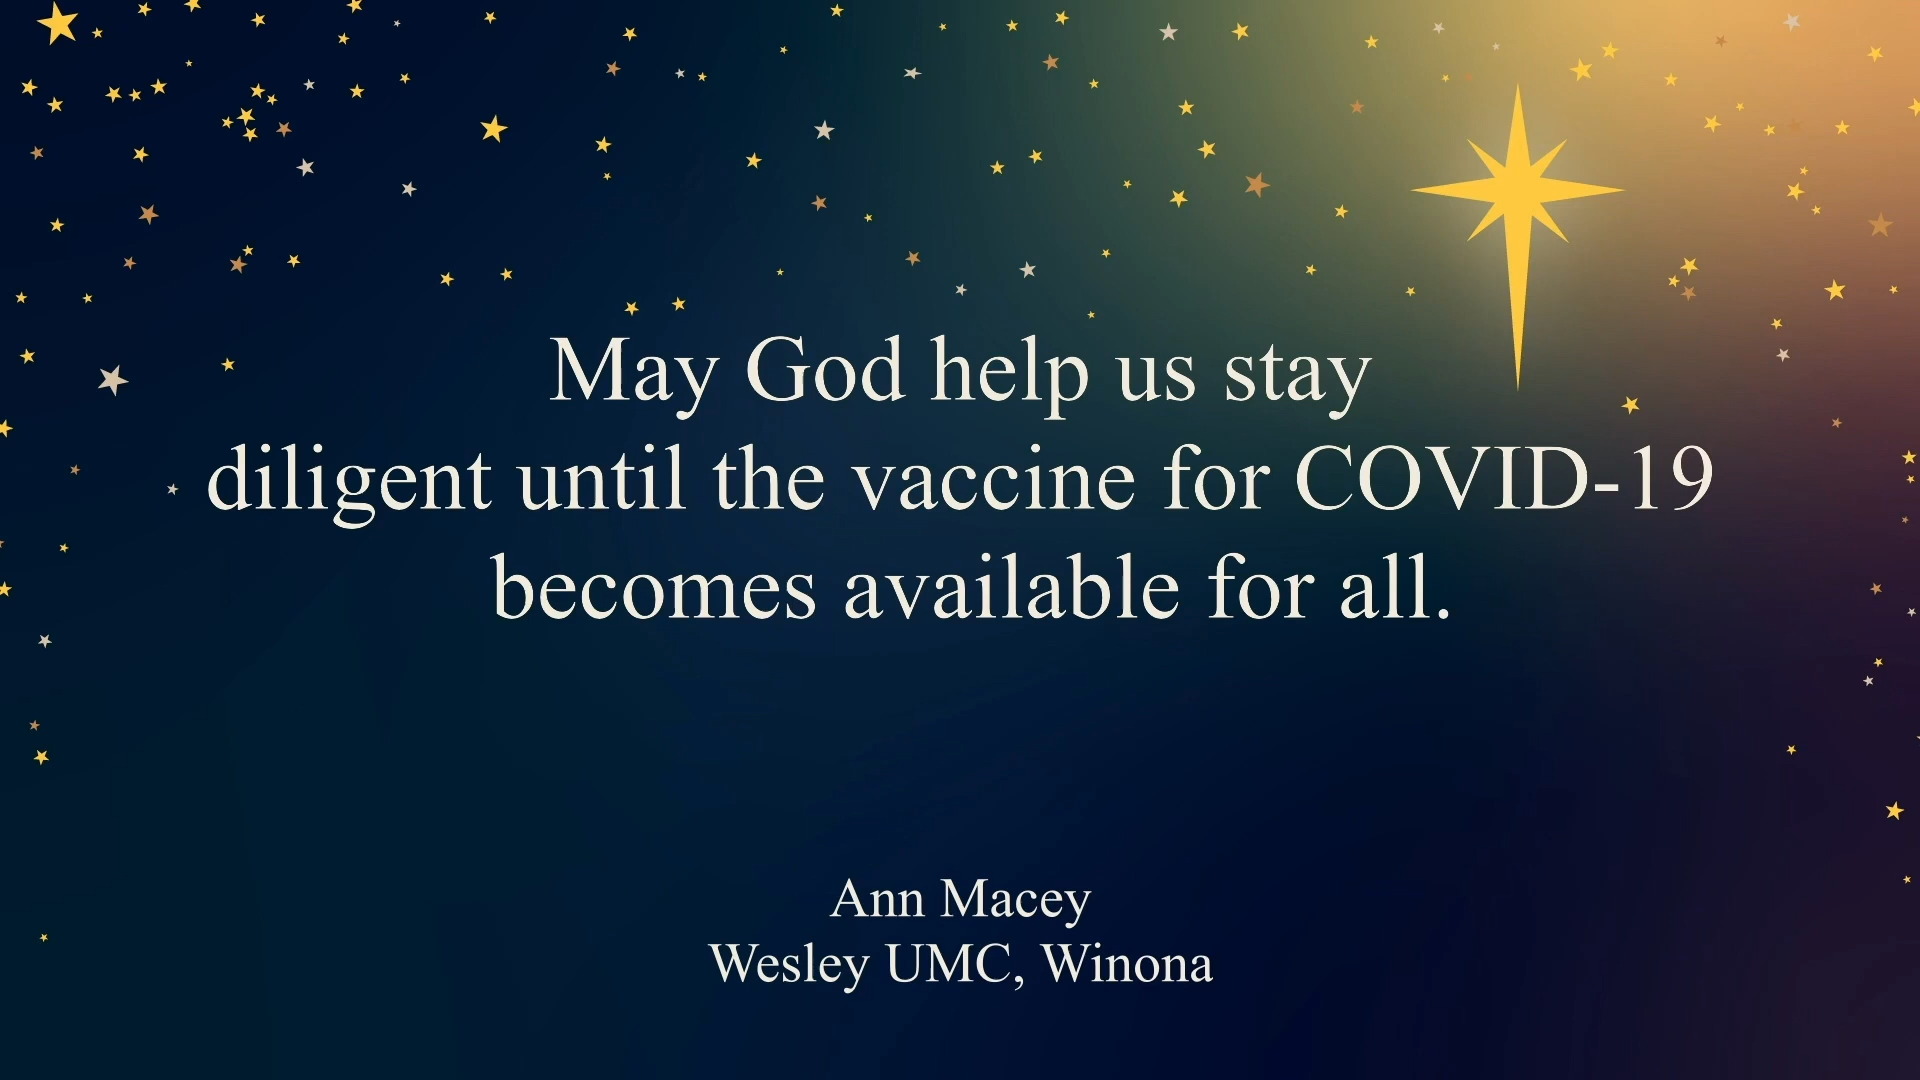 May God help us stay
diligent until the vaccine for COVID-19
becomes available for all.
Ann Macey
Wesley UMC, Winona